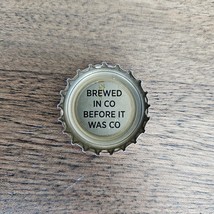 BREWED
IN CO
BEFORE IT
WAS CO